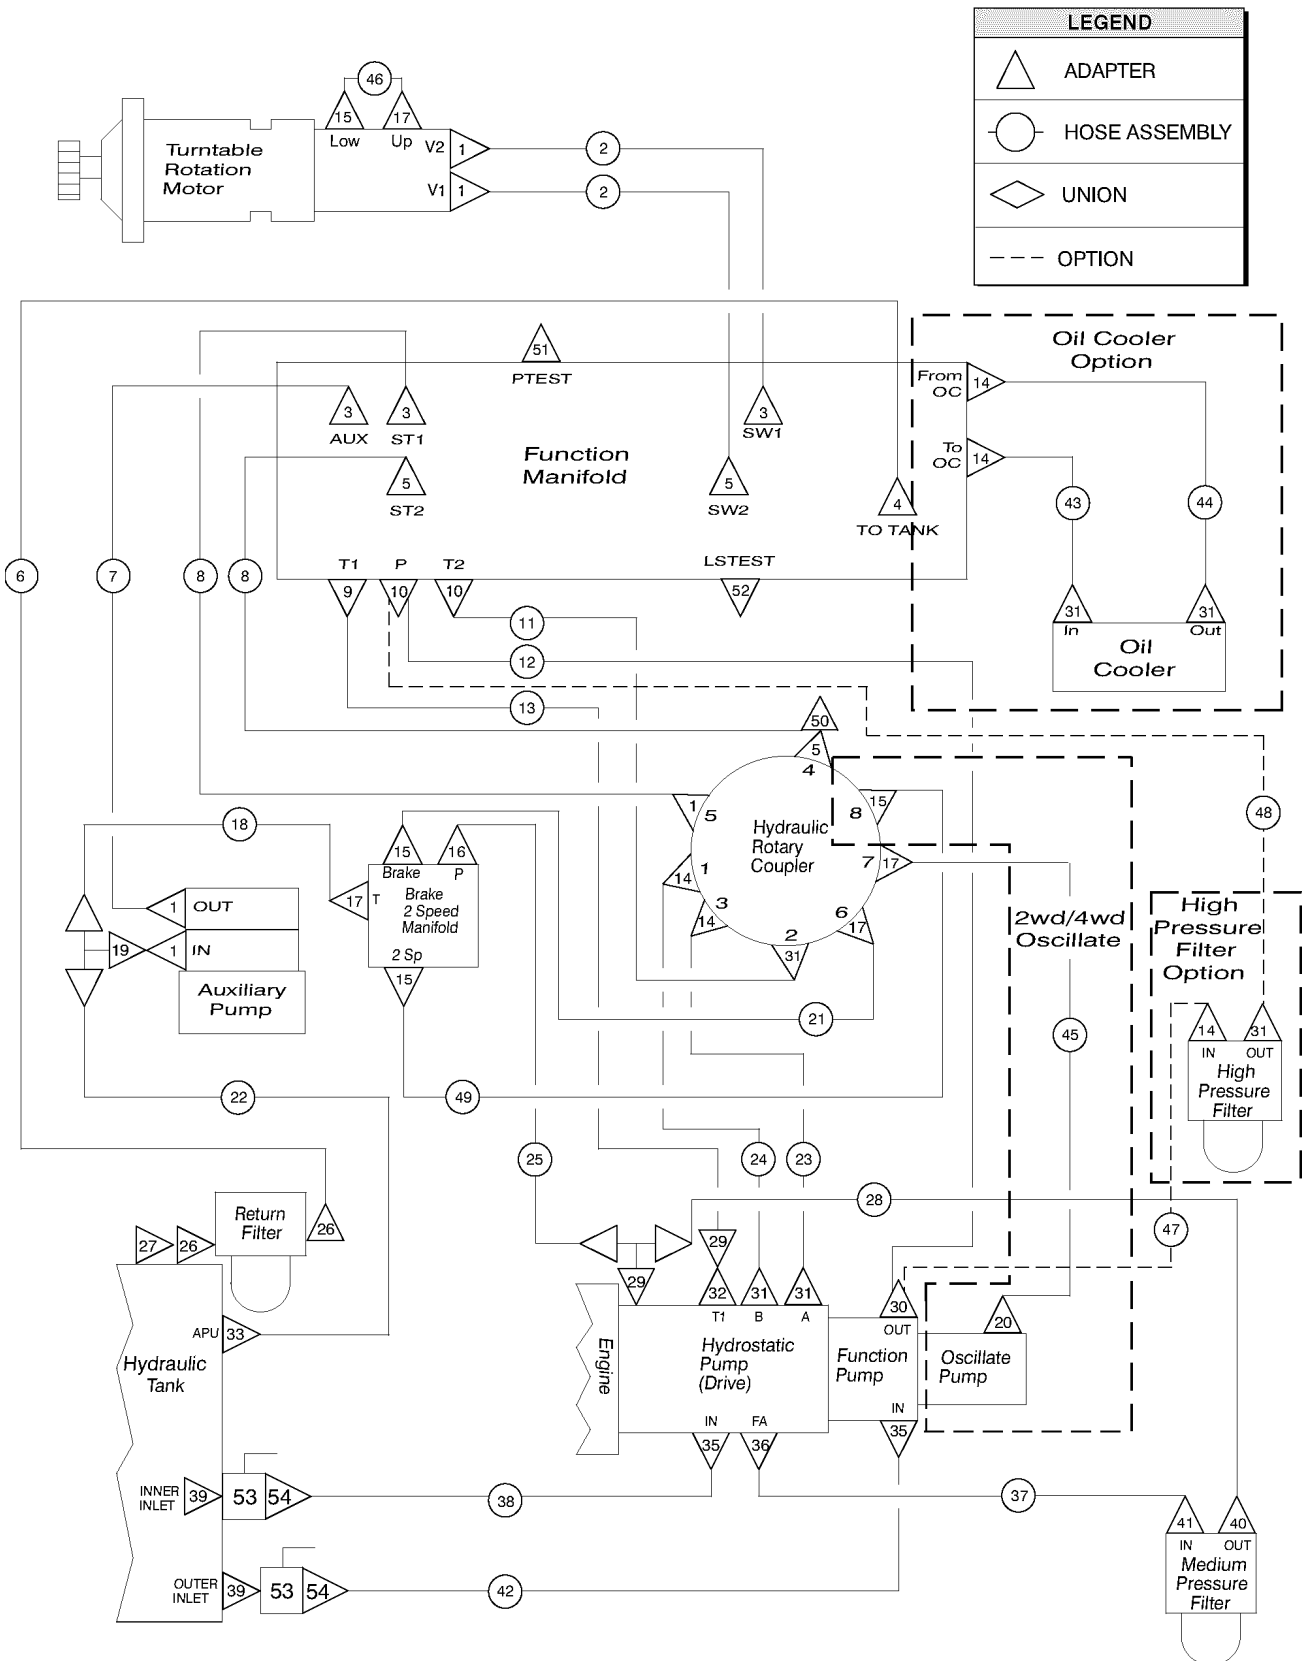 LEGEND
ADAPTER
HOSE ASSEMBLY
UNION
OPTION
46
15
17
Low
Up
V2
1
2
V1
1
2
Turntable
Rotation
Motor
Oil Cooler
Option
51
PTEST
From
OC
14
To
OC
14
3
AUX
3
ST1
3
SW1
Function
Manifold
5
ST2
5
SW2
4
TO TANK
43
44
6
7
8
8
T1
P
T2
LSTEST
9
10
10
52
31
In
31
Out
Oil
Cooler
11
12
13
50
5
4
1
5
15
8
Hydraulic
Rotary
Coupler
7
17
1
14
3
14
2
31
6
17
48
18
15
Brake
16
P
17
T
Brake
2 Speed
Manifold
2 Sp
15
1
OUT
19
1
IN
Auxiliary
Pump
2wd/4wd
Oscillate
High
Pressure
Filter
Option
21
45
14
IN
31
OUT
High
Pressure
Filter
22
49
25
24
23
28
47
Return
Filter
26
27
26
29
29
32
31
31
30
20
T1
B
A
OUT
APU
33
Hydraulic
Tank
Engine
Hydrostatic
Pump
(Drive)
Function
Pump
Oscillate
Pump
IN
FA
IN
35
36
35
INNER
INLET
39
53
54
38
37
41
IN
40
OUT
Medium
Pressure
Filter
OUTER
INLET
39
53
54
42